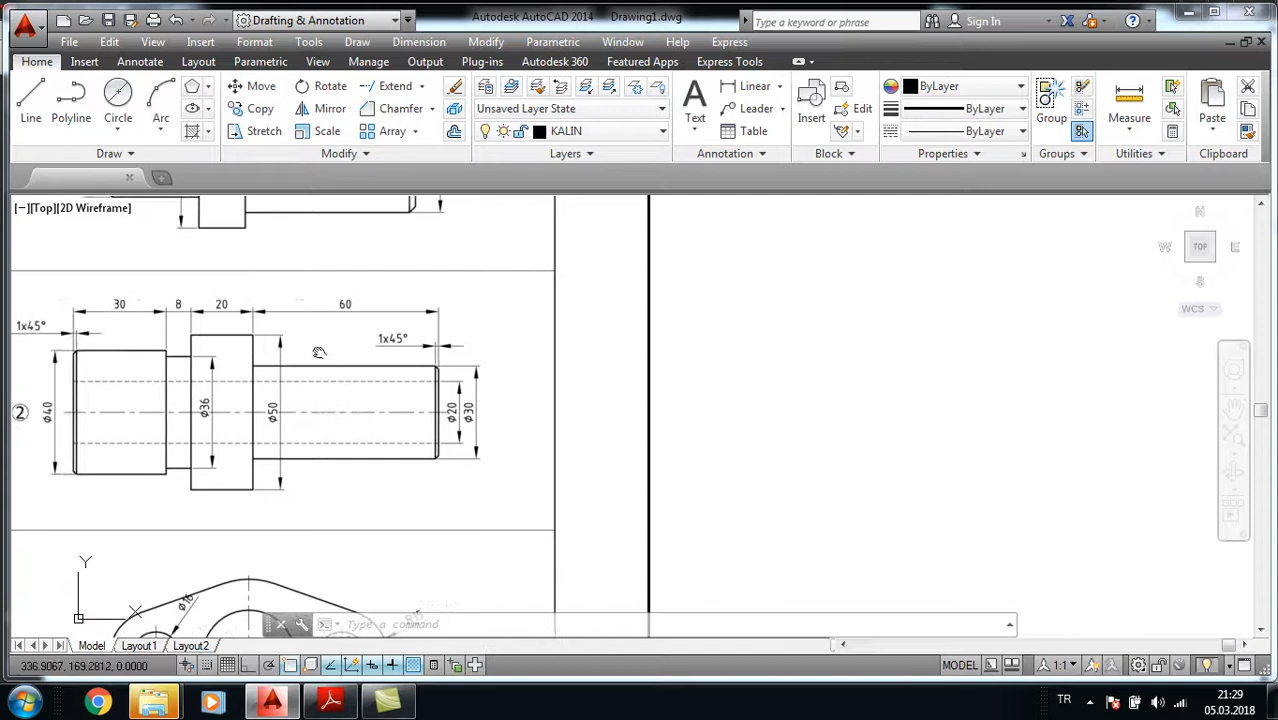 Drafting & Annotation
Autodesk AutoCAD 2014 Drawing1.dwg
Type a keyword or phrase
Sign In
File Edit View Insert Format Tools Draw Dimension Modify Parametric Window Help Express
Home Insert Annotate Layout Parametric View Manage Output Plug-ins Autodesk 360 Featured Apps Express Tools
Line Polyline Circle Arc
Move Rotate Extend
Copy Mirror Chamfer
Stretch Scale Array
Unsaved Layer State
KALIN
Text
Linear
Leader
Table
Insert
Edit
ByLayer
ByLayer
ByLayer
Group
Measure
Paste
Draw Modify Layers Annotation Block Properties Groups Utilities Clipboard
[−][Top][2D Wireframe]
N
W TOP E
S
WCS
30 8 20 60
1x45°
1x45°
2
ø40
ø36
ø50
ø20
ø30
Y
X
ø16
Type a command
Model Layout1 Layout2
336.9067, 169.2812, 0.0000
MODEL
1:1
TR
21:29
05.03.2018